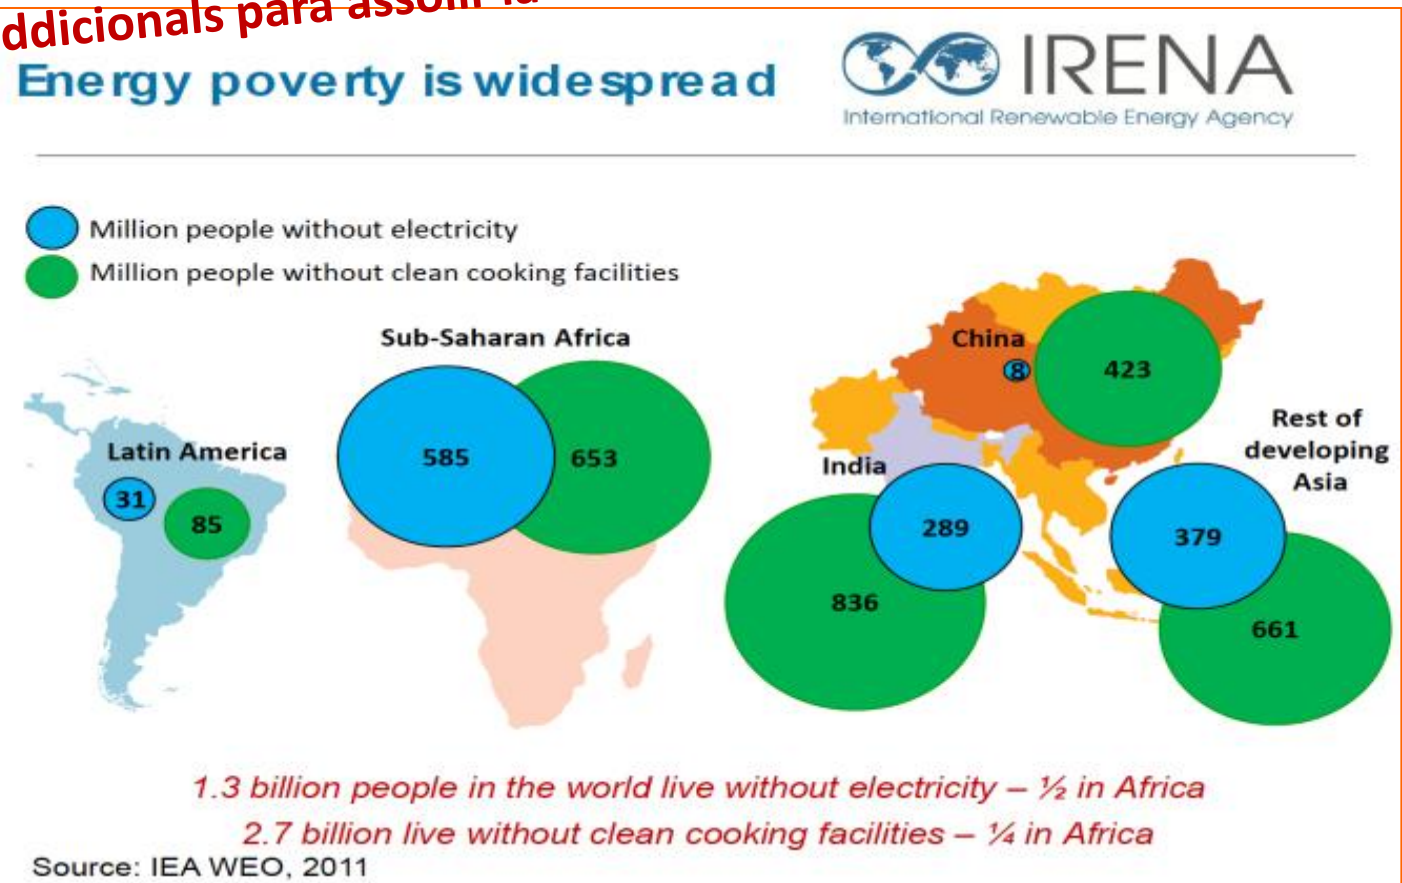 ddicionals para assolir la
Energy poverty is widespread
IRENA
International Renewable Energy Agency
Million people without electricity
Million people without clean cooking facilities
Sub-Saharan Africa
585
653
Latin America
31
85
China
8
423
India
289
836
Rest of
developing
Asia
379
661
1.3 billion people in the world live without electricity – ½ in Africa
2.7 billion live without clean cooking facilities – ¼ in Africa
Source: IEA WEO, 2011